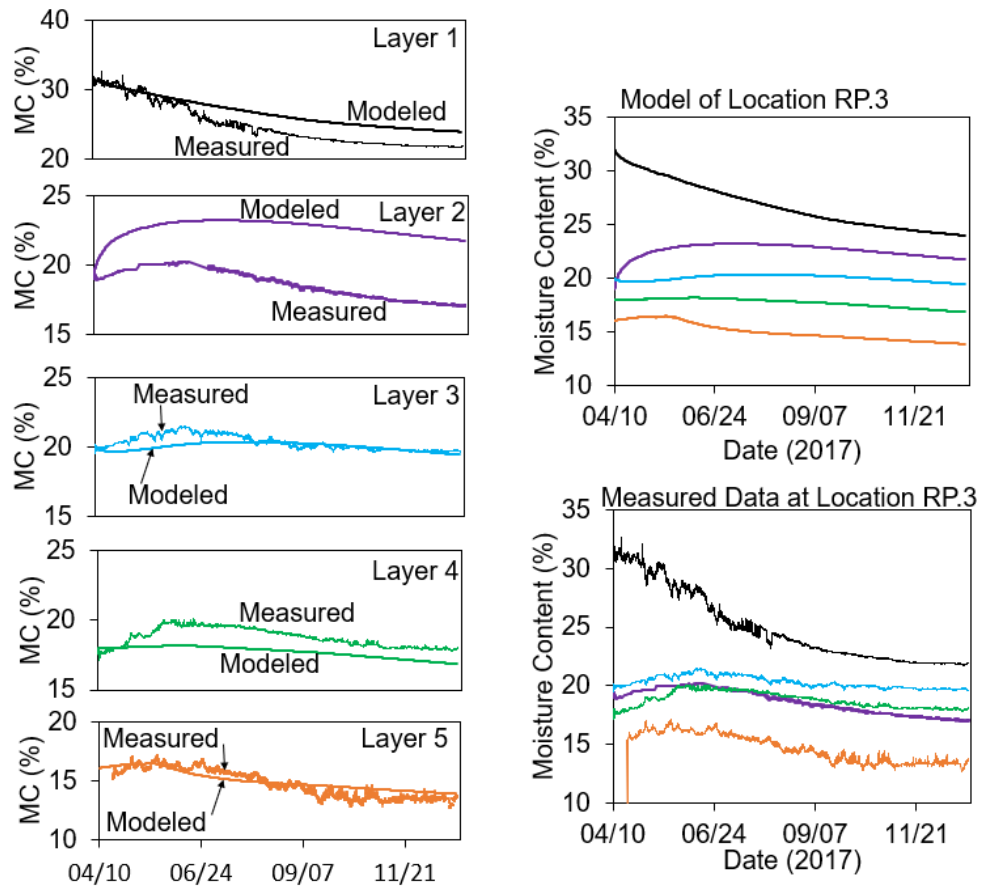 40
30
20
MC (%)
Layer 1
Modeled
Measured
25
20
15
MC (%)
Layer 2
Modeled
Measured
25
20
15
MC (%)
Layer 3
Measured
Modeled
25
20
15
MC (%)
Layer 4
Measured
Modeled
20
15
10
MC (%)
Layer 5
Measured
Modeled
04/10 06/24 09/07 11/21
Model of Location RP.3
35
30
25
20
15
10
Moisture Content (%)
04/10 06/24 09/07 11/21
Date (2017)
Measured Data at Location RP.3
35
30
25
20
15
10
Moisture Content (%)
04/10 06/24 09/07 11/21
Date (2017)